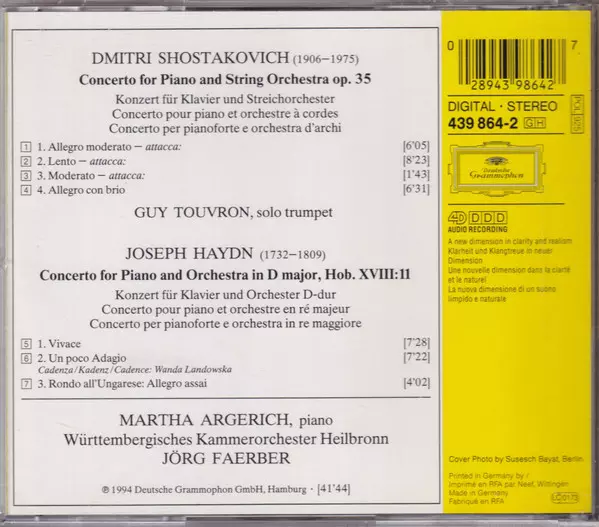 DMITRI SHOSTAKOVICH (1906–1975)
Concerto for Piano and String Orchestra op. 35
Konzert für Klavier und Streichorchester
Concerto pour piano et orchestre à cordes
Concerto per pianoforte e orchestra d'archi
1 1. Allegro moderato – attacca: [6'05]
2 2. Lento – attacca: [8'23]
3 3. Moderato – attacca: [1'43]
4 4. Allegro con brio [6'31]
GUY TOUVRON, solo trumpet
JOSEPH HAYDN (1732–1809)
Concerto for Piano and Orchestra in D major, Hob. XVIII:11
Konzert für Klavier und Orchester D-dur
Concerto pour piano et orchestre en ré majeur
Concerto per pianoforte e orchestra in re maggiore
5 1. Vivace [7'28]
6 2. Un poco Adagio [7'22]
Cadenza/Kadenz/Cadence: Wanda Landowska
7 3. Rondo all'Ungarese: Allegro assai [4'02]
MARTHA ARGERICH, piano
Württembergisches Kammerorchester Heilbronn
JÖRG FAERBER
℗ 1994 Deutsche Grammophon GmbH, Hamburg · [41'44]
0 28943 98642 7
DIGITAL · STEREO
439 864-2 GH
POL 925
Deutsche
Grammophon
4D DDD
AUDIO RECORDING
A new dimension in clarity and realism
Klarheit und Klangtreue in neuer
Dimension
Une nouvelle dimension dans la clarté
et le naturel
La nuova dimensione di un suono
limpido e naturale
Cover Photo by Suseech Bayat, Berlin
Printed in Germany by /
Imprimé en RFA par Neef, Wittingen
Made in Germany
Fabriqué en RFA
LC 0173